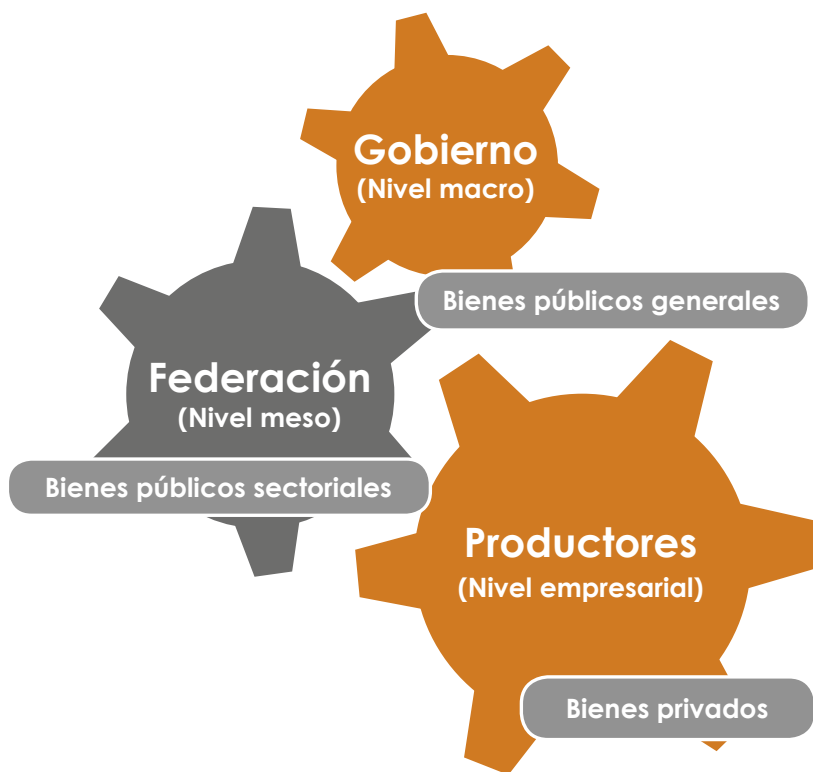 Gobierno
(Nivel macro)
Bienes públicos generales
Federación
(Nivel meso)
Bienes públicos sectoriales
Productores
(Nivel empresarial)
Bienes privados